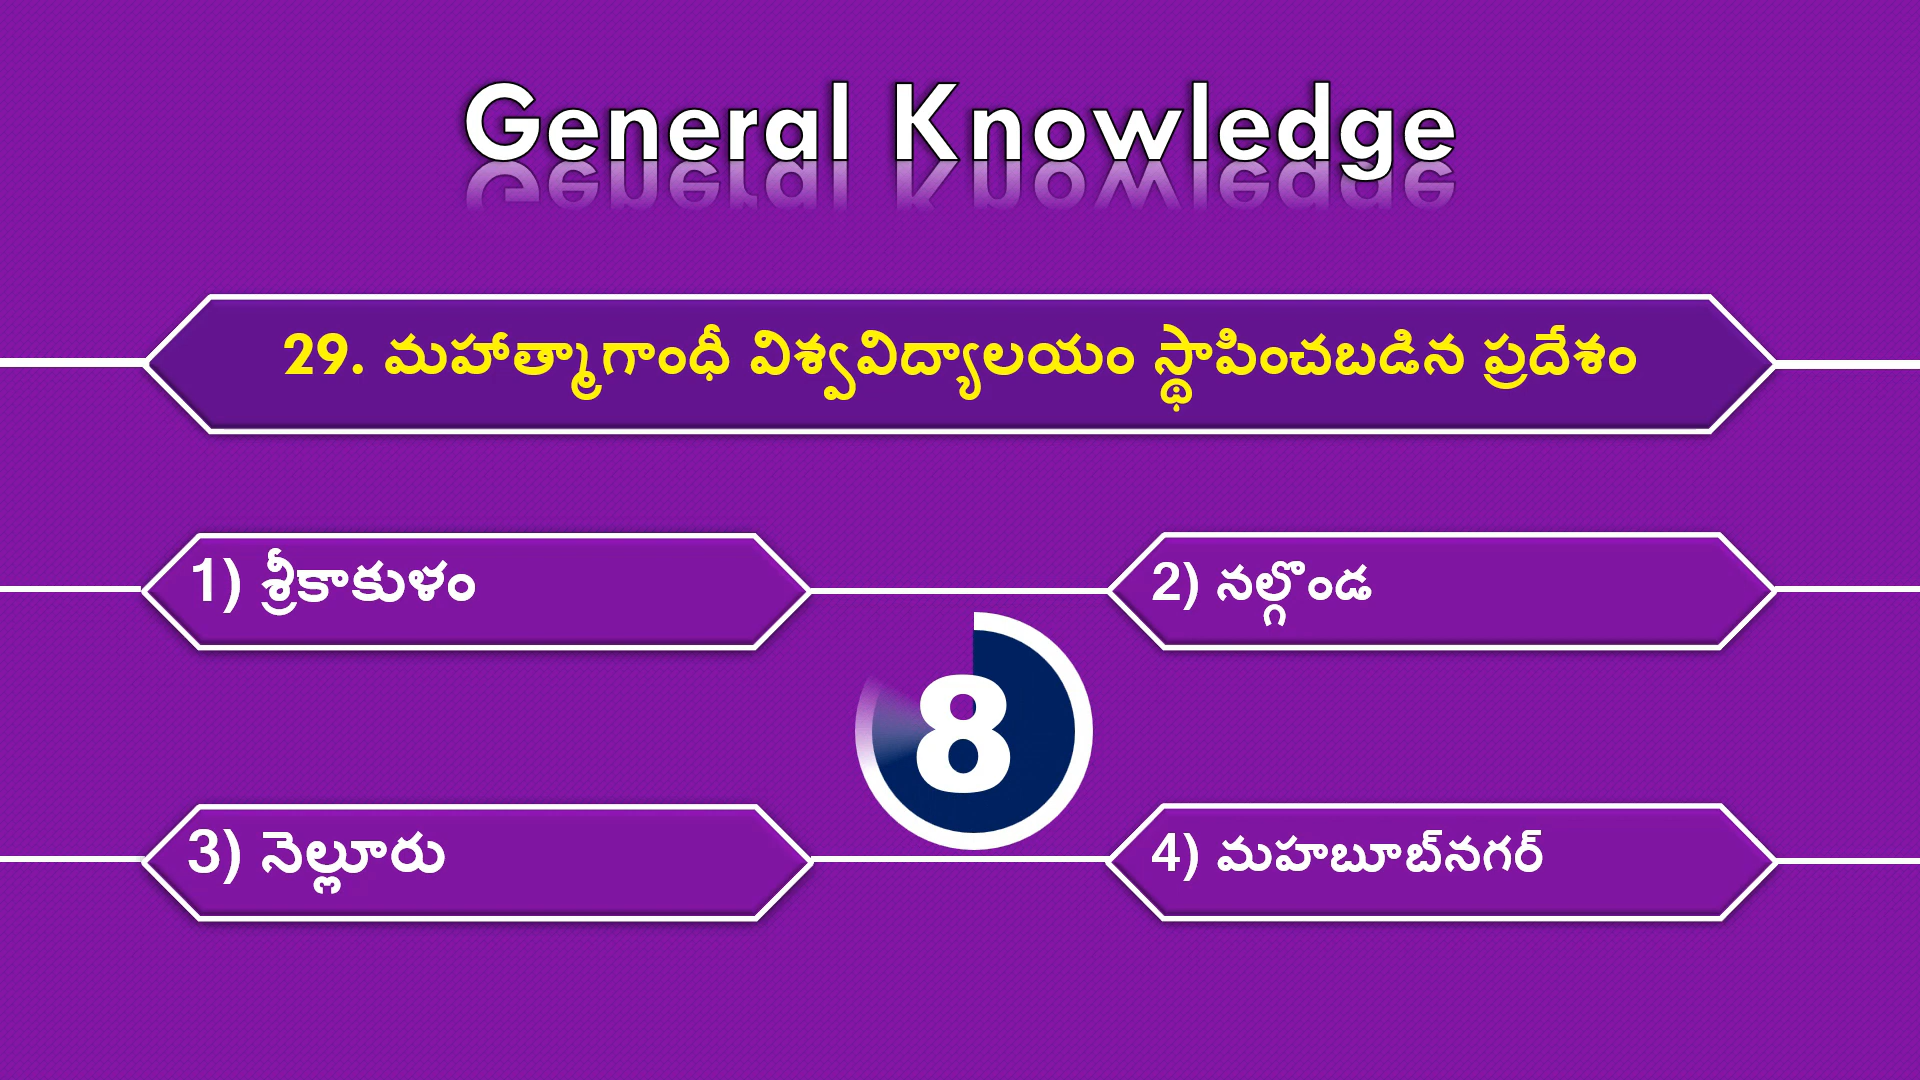 General Knowledge
29. మహాత్మాగాంధీ విశ్వవిద్యాలయం స్థాపించబడిన ప్రదేశం
1) శ్రీకాకుళం
2) నల్గొండ
8
3) నెల్లూరు
4) మహబూబ్‌నగర్